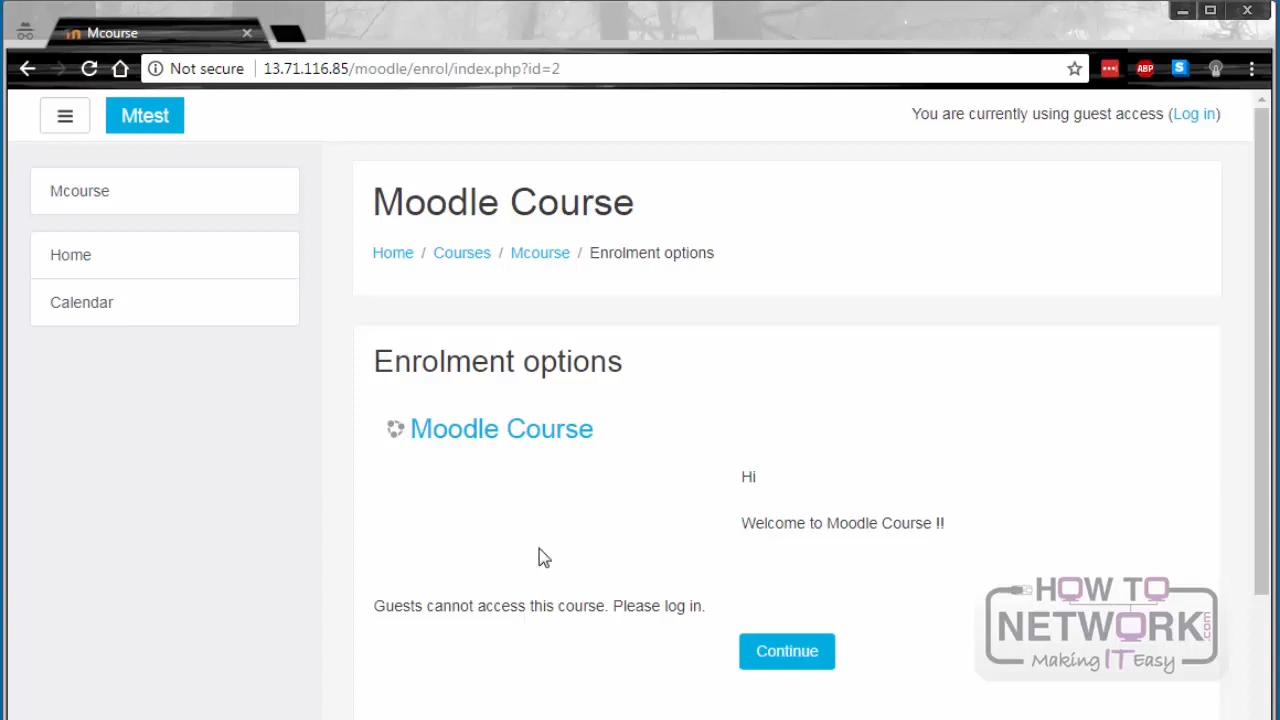 Mcourse
Not secure 13.71.116.85/moodle/enrol/index.php?id=2
ABP
S
Mtest
You are currently using guest access (Log in)
Mcourse
Home
Calendar
Moodle Course
Home / Courses / Mcourse / Enrolment options
Enrolment options
Moodle Course
Hi
Welcome to Moodle Course !!
Guests cannot access this course. Please log in.
Continue
HOW TO
NETWORK.com
Making IT Easy